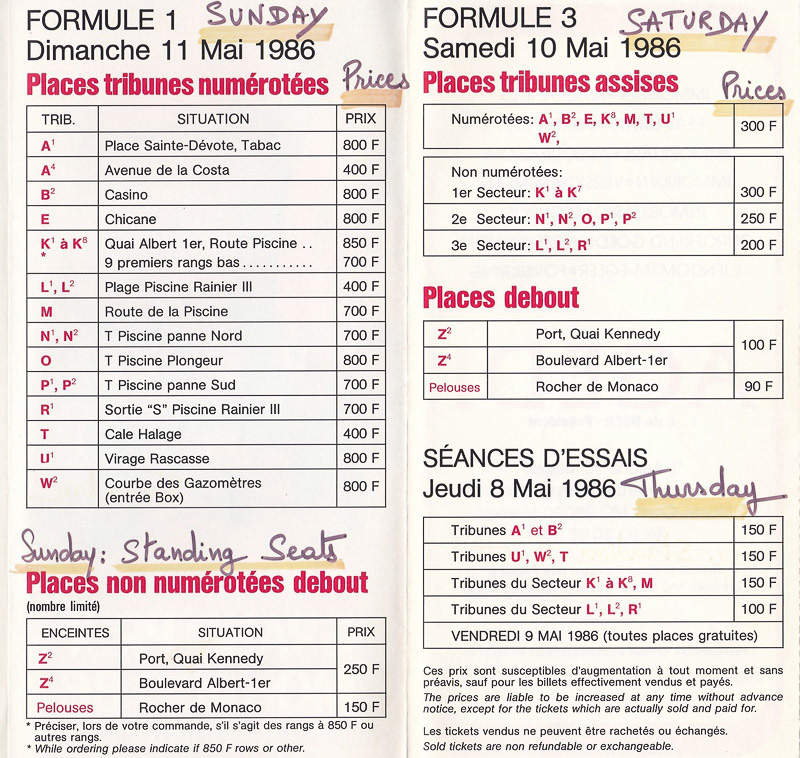 FORMULE 1 SUNDAY
Dimanche 11 Mai 1986
Places tribunes numérotées Prices
TRIB. SITUATION PRIX
A¹ Place Sainte-Dévote, Tabac 800 F
A⁴ Avenue de la Costa 400 F
B² Casino 800 F
E Chicane 800 F
K¹ à K⁸ Quai Albert 1er, Route Piscine .. 850 F
* 9 premiers rangs bas........... 700 F
L¹, L² Plage Piscine Rainier III 400 F
M Route de la Piscine 700 F
N¹, N² T Piscine panne Nord 700 F
O T Piscine Plongeur 800 F
P¹, P² T Piscine panne Sud 700 F
R¹ Sortie “S” Piscine Rainier III 700 F
T Cale Halage 400 F
U¹ Virage Rascasse 800 F
W² Courbe des Gazomètres 800 F
(entrée Box)
Sunday: Standing Seats
Places non numérotées debout
(nombre limité)
ENCEINTES SITUATION PRIX
Z² Port, Quai Kennedy
250 F
Z⁴ Boulevard Albert-1er
Pelouses Rocher de Monaco 150 F
* Préciser, lors de votre commande, s'il s'agit des rangs à 850 F ou
autres rangs.
* While ordering please indicate if 850 F rows or other.
FORMULE 3 SATURDAY
Samedi 10 Mai 1986
Places tribunes assises Prices
Numérotées: A¹, B², E, K⁸, M, T, U¹
W², 300 F
Non numérotées:
1er Secteur: K¹ à K⁷ 300 F
2e Secteur: N¹, N², O, P¹, P² 250 F
3e Secteur: L¹, L², R¹ 200 F
Places debout
Z² Port, Quai Kennedy
100 F
Z⁴ Boulevard Albert-1er
Pelouses Rocher de Monaco 90 F
SÉANCES D’ESSAIS
Jeudi 8 Mai 1986 Thursday
Tribunes A¹ et B² 150 F
Tribunes U¹, W², T 150 F
Tribunes du Secteur K¹ à K⁸, M 150 F
Tribunes du Secteur L¹, L², R¹ 100 F
VENDREDI 9 MAI 1986 (toutes places gratuites)
Ces prix sont susceptibles d'augmentation à tout moment et sans
préavis, sauf pour les billets effectivement vendus et payés.
The prices are liable to be increased at any time without advance
notice, except for the tickets which are actually sold and paid for.
Les tickets vendus ne peuvent être rachetés ou échangés.
Sold tickets are non refundable or exchangeable.